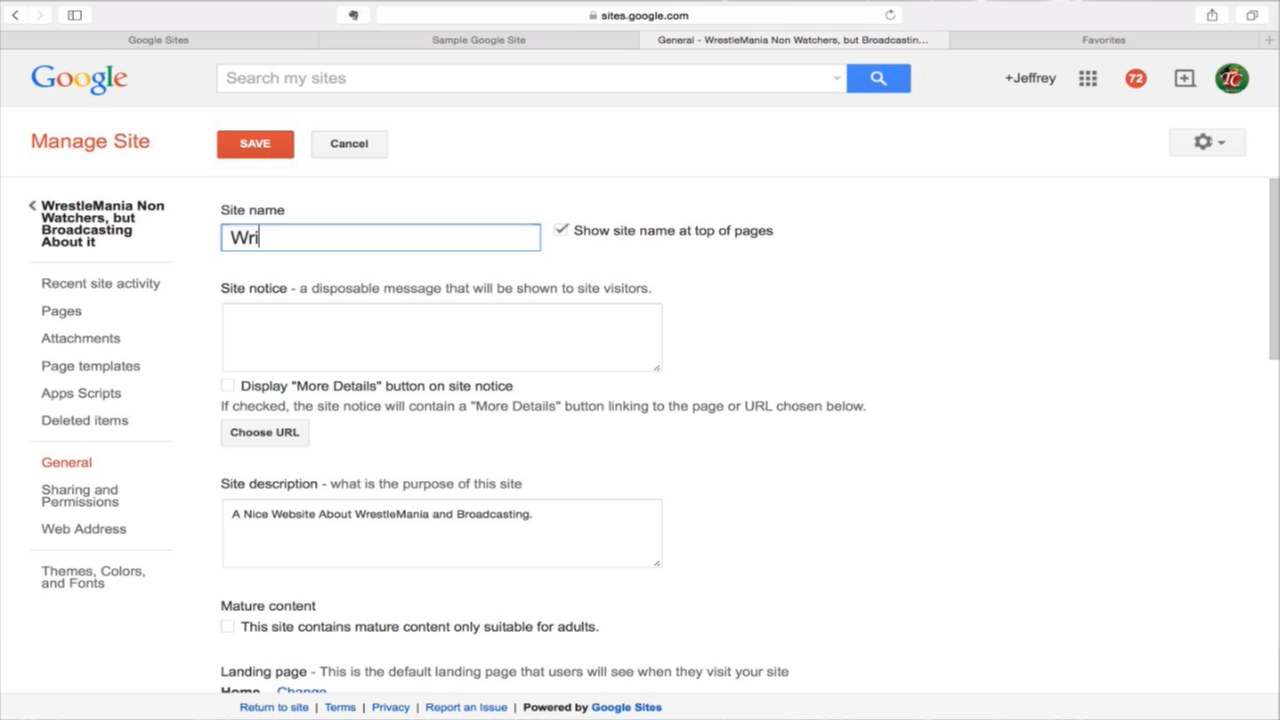 sites.google.com
Google Sites
Sample Google Site
General - WrestleMania Non Watchers, but Broadcastin...
Favorites
Google
Search my sites
+Jeffrey
72
TC
Manage Site
SAVE
Cancel
WrestleMania Non
Watchers, but
Broadcasting
About it
Recent site activity
Pages
Attachments
Page templates
Apps Scripts
Deleted items
General
Sharing and
Permissions
Web Address
Themes, Colors,
and Fonts
Site name
Wri
Show site name at top of pages
Site notice - a disposable message that will be shown to site visitors.
Display "More Details" button on site notice
If checked, the site notice will contain a "More Details" button linking to the page or URL chosen below.
Choose URL
Site description - what is the purpose of this site
A Nice Website About WrestleMania and Broadcasting.
Mature content
This site contains mature content only suitable for adults.
Landing page - This is the default landing page that users will see when they visit your site
Home Change
Return to site | Terms | Privacy | Report an Issue | Powered by Google Sites